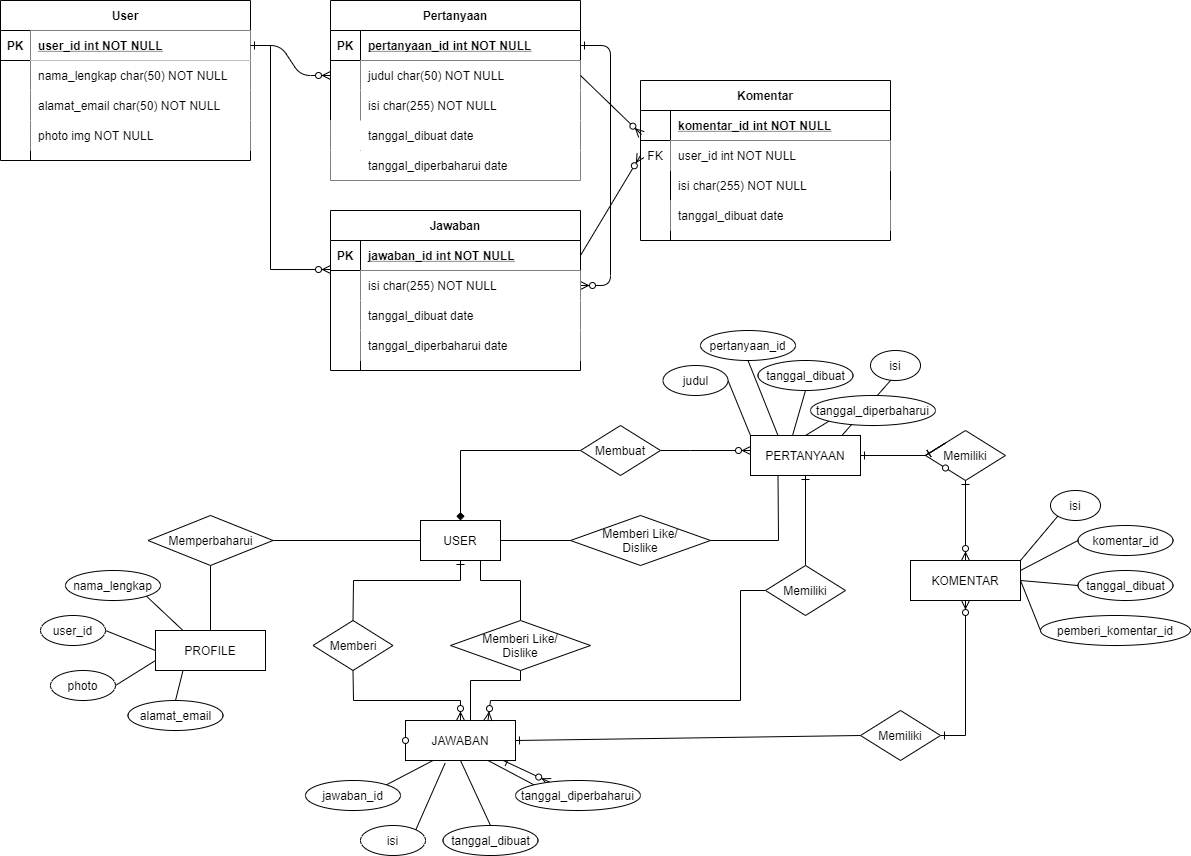 User
PK user_id int NOT NULL
nama_lengkap char(50) NOT NULL
alamat_email char(50) NOT NULL
photo img NOT NULL
Pertanyaan
PK pertanyaan_id int NOT NULL
judul char(50) NOT NULL
isi char(255) NOT NULL
tanggal_dibuat date
tanggal_diperbaharui date
Komentar
komentar_id int NOT NULL
FK user_id int NOT NULL
isi char(255) NOT NULL
tanggal_dibuat date
Jawaban
PK jawaban_id int NOT NULL
isi char(255) NOT NULL
tanggal_dibuat date
tanggal_diperbaharui date
pertanyaan_id
isi
judul
tanggal_dibuat
tanggal_diperbaharui
Membuat
PERTANYAAN
Memiliki
isi
Memperbaharui
USER
Memberi Like/
Dislike
komentar_id
nama_lengkap
KOMENTAR
tanggal_dibuat
Memiliki
user_id
Memberi
Memberi Like/
Dislike
pemberi_komentar_id
PROFILE
photo
alamat_email
JAWABAN
Memiliki
jawaban_id
tanggal_diperbaharui
isi
tanggal_dibuat